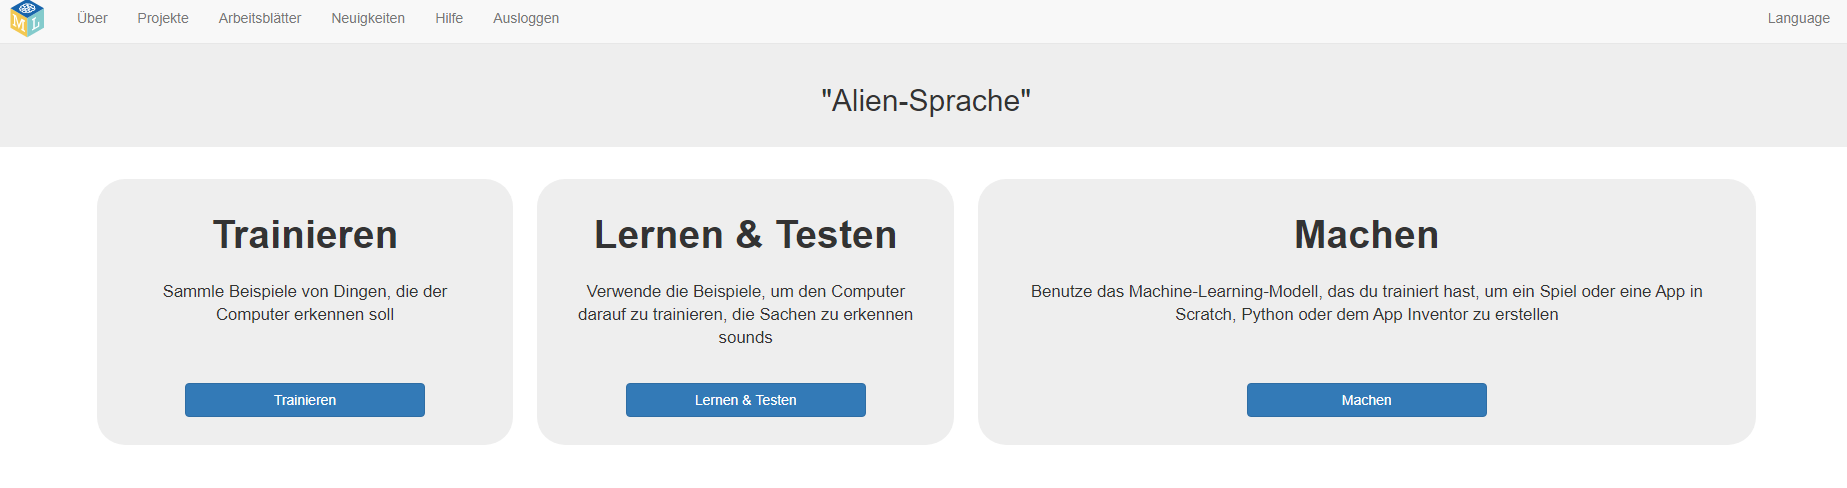 M L
Über Projekte Arbeitsblätter Neuigkeiten Hilfe Ausloggen Language
"Alien-Sprache"
Trainieren
Sammle Beispiele von Dingen, die der
Computer erkennen soll
Trainieren
Lernen & Testen
Verwende die Beispiele, um den Computer
darauf zu trainieren, die Sachen zu erkennen
sounds
Lernen & Testen
Machen
Benutze das Machine-Learning-Modell, das du trainiert hast, um ein Spiel oder eine App in
Scratch, Python oder dem App Inventor zu erstellen
Machen